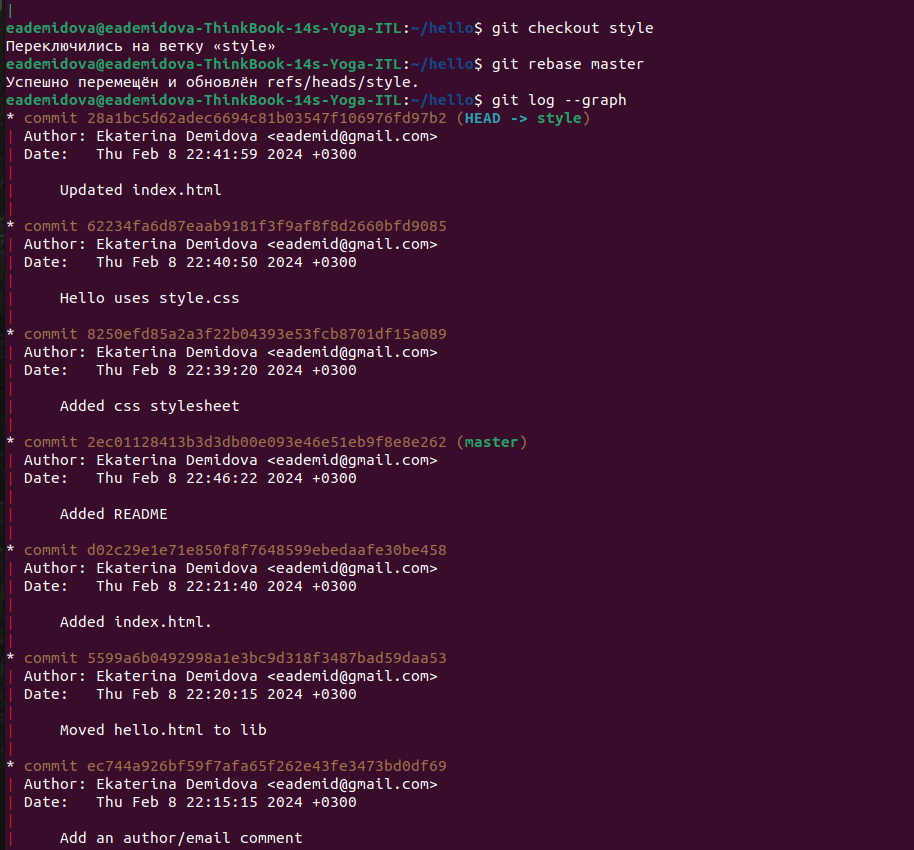 eademidova@eademidova-ThinkBook-14s-Yoga-ITL:~/hello$ git checkout style
Переключились на ветку «style»
eademidova@eademidova-ThinkBook-14s-Yoga-ITL:~/hello$ git rebase master
Успешно перемещён и обновлён refs/heads/style.
eademidova@eademidova-ThinkBook-14s-Yoga-ITL:~/hello$ git log --graph
* commit 28a1bc5d62adec6694c81b03547f106976fd97b2 (HEAD -> style)
| Author: Ekaterina Demidova <eademid@gmail.com>
| Date:   Thu Feb 8 22:41:59 2024 +0300
|
|     Updated index.html
|
* commit 62234fa6d87eaab9181f3f9af8f8d2660bfd9085
| Author: Ekaterina Demidova <eademid@gmail.com>
| Date:   Thu Feb 8 22:40:50 2024 +0300
|
|     Hello uses style.css
|
* commit 8250efd85a2a3f22b04393e53fcb8701df15a089
| Author: Ekaterina Demidova <eademid@gmail.com>
| Date:   Thu Feb 8 22:39:20 2024 +0300
|
|     Added css stylesheet
|
* commit 2ec01128413b3d3db00e093e46e51eb9f8e8e262 (master)
| Author: Ekaterina Demidova <eademid@gmail.com>
| Date:   Thu Feb 8 22:46:22 2024 +0300
|
|     Added README
|
* commit d02c29e1e71e850f8f7648599ebedaafe30be458
| Author: Ekaterina Demidova <eademid@gmail.com>
| Date:   Thu Feb 8 22:21:40 2024 +0300
|
|     Added index.html.
|
* commit 5599a6b0492998a1e3bc9d318f3487bad59daa53
| Author: Ekaterina Demidova <eademid@gmail.com>
| Date:   Thu Feb 8 22:20:15 2024 +0300
|
|     Moved hello.html to lib
|
* commit ec744a926bf59f7afa65f262e43fe3473bd0df69
| Author: Ekaterina Demidova <eademid@gmail.com>
| Date:   Thu Feb 8 22:15:15 2024 +0300
|
|     Add an author/email comment